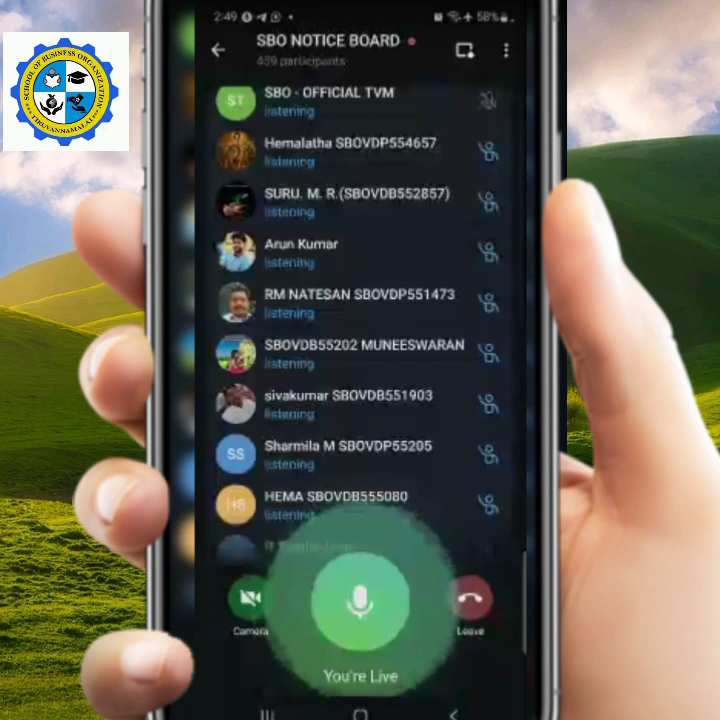 SCHOOL OF BUSINESS ORGANIZATION
TIRUVANNAMALAI
2:49
58%
SBO NOTICE BOARD
459 participants
ST
SBO - OFFICIAL TVM
listening
Hemalatha SBOVDP554657
listening
SURU. M. R.(SBOVDB552857)
listening
Arun Kumar
listening
RM NATESAN SBOVDP551473
listening
SBOVDB55202 MUNEESWARAN
listening
sivakumar SBOVDB551903
listening
SS
Sharmila M SBOVDP55205
listening
HS
HEMA SBOVDB555080
listening
Camera
Leave
You're Live